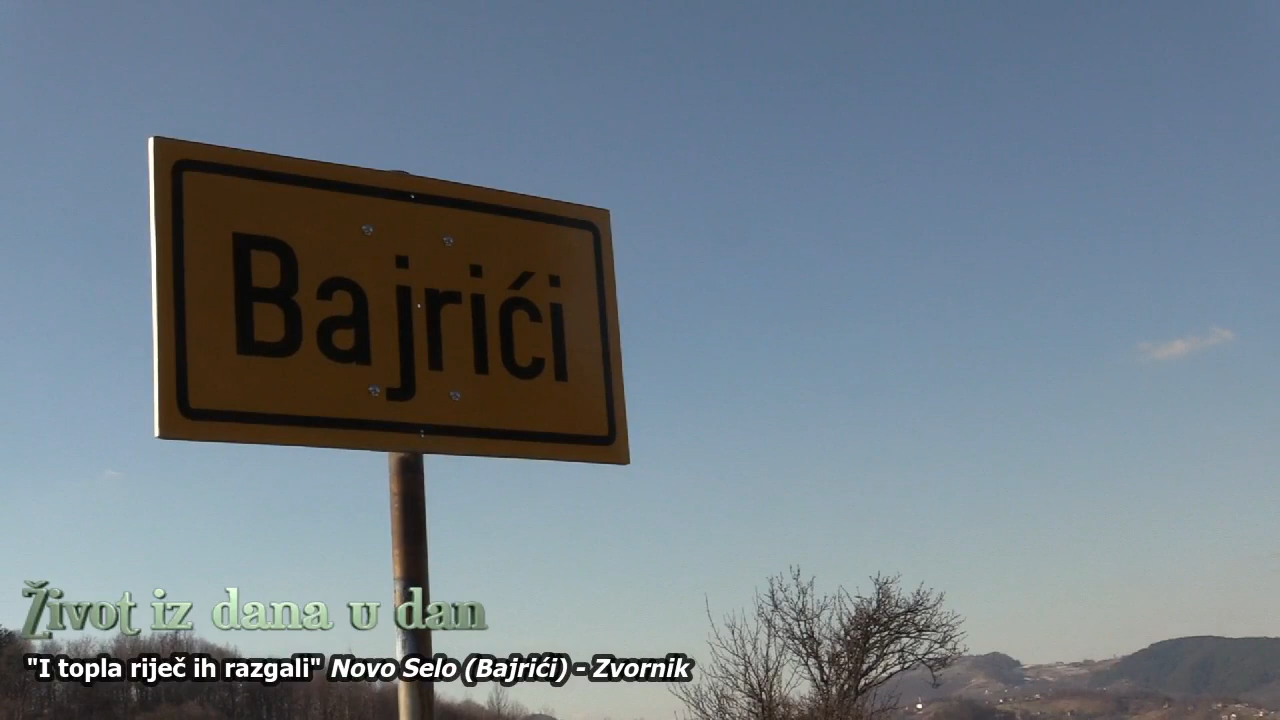 Bajrići
Život iz dana u dan
"I topla riječ ih razgali" Novo Selo (Bajrići) - Zvornik